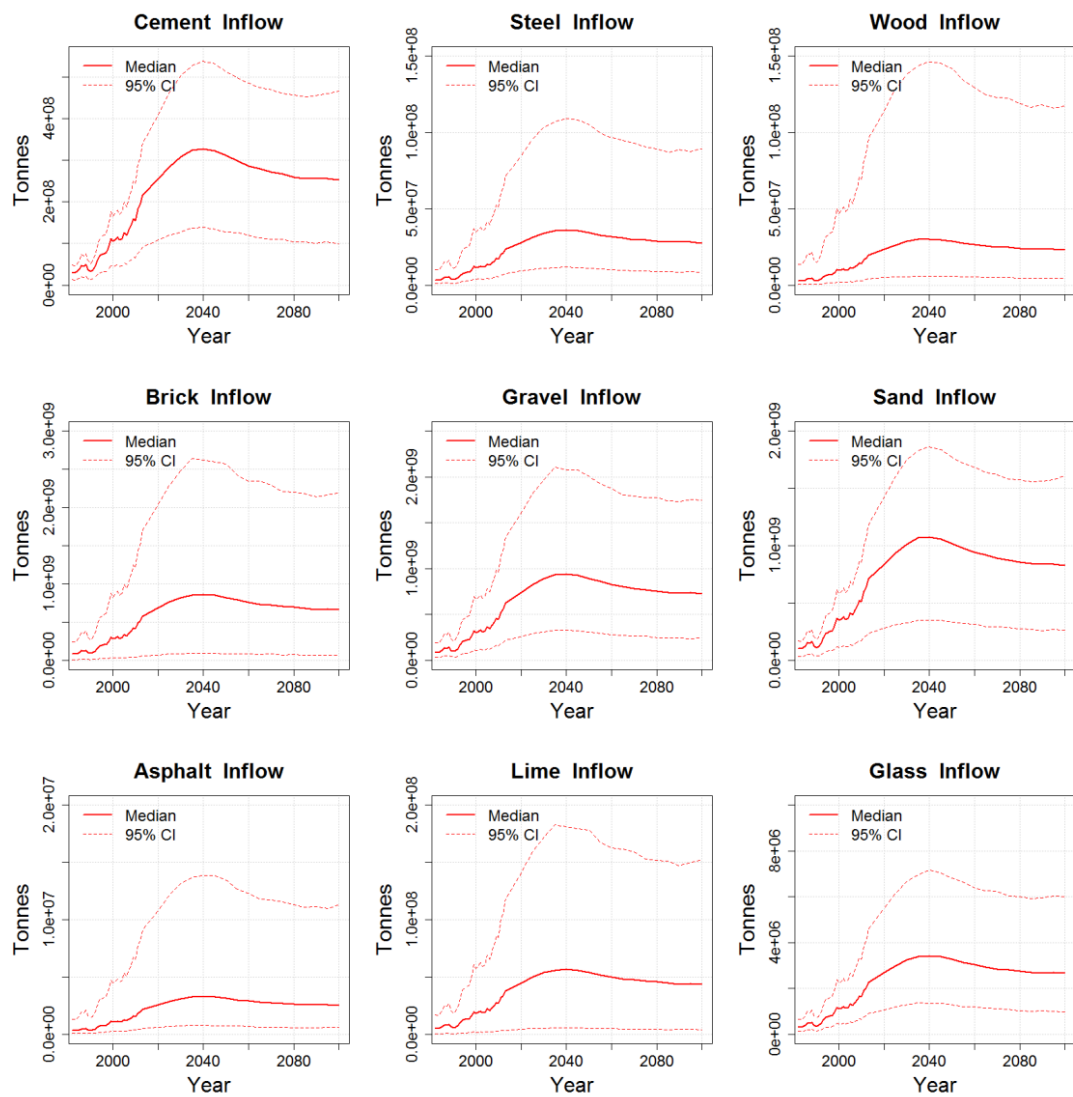 Cement Inflow
Median
95% CI
Tonnes
0e+00
2e+08
4e+08
2000
2040
2080
Year
Steel Inflow
Median
95% CI
Tonnes
0.0e+00
5.0e+07
1.0e+08
1.5e+08
2000
2040
2080
Year
Wood Inflow
Median
95% CI
Tonnes
0.0e+00
5.0e+07
1.0e+08
1.5e+08
2000
2040
2080
Year
Brick Inflow
Median
95% CI
Tonnes
0.0e+00
1.0e+09
2.0e+09
3.0e+09
2000
2040
2080
Year
Gravel Inflow
Median
95% CI
Tonnes
0.0e+00
1.0e+09
2.0e+09
2000
2040
2080
Year
Sand Inflow
Median
95% CI
Tonnes
0.0e+00
1.0e+09
2.0e+09
2000
2040
2080
Year
Asphalt Inflow
Median
95% CI
Tonnes
0.0e+00
1.0e+07
2.0e+07
2000
2040
2080
Year
Lime Inflow
Median
95% CI
Tonnes
0.0e+00
1.0e+08
2.0e+08
2000
2040
2080
Year
Glass Inflow
Median
95% CI
Tonnes
0e+00
4e+06
8e+06
2000
2040
2080
Year